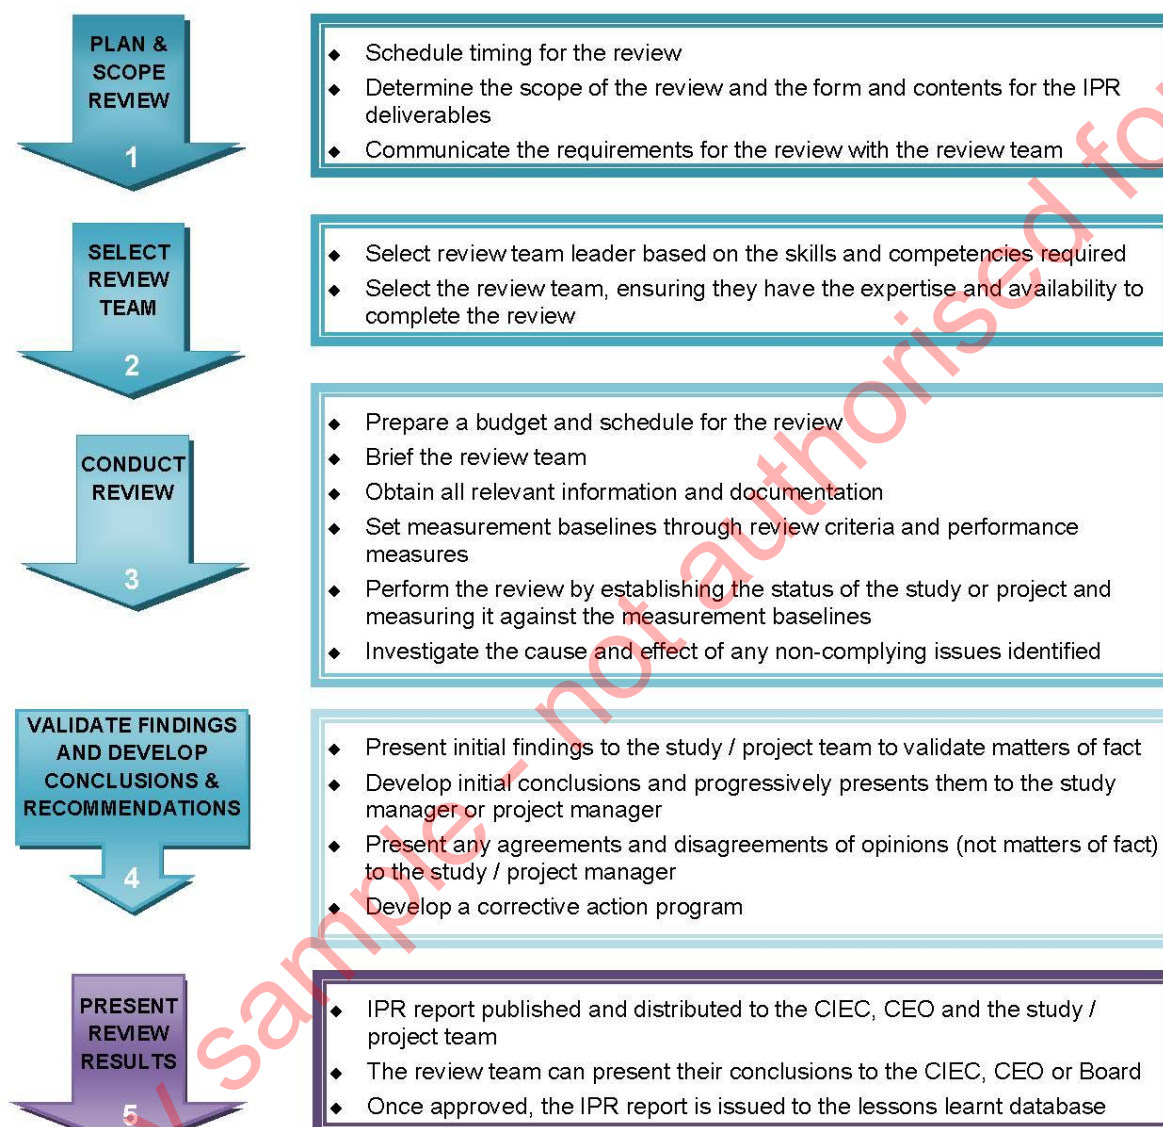 PLAN &
SCOPE
REVIEW
1
◆ Schedule timing for the review
◆ Determine the scope of the review and the form and contents for the IPR
deliverables
◆ Communicate the requirements for the review with the review team
SELECT
REVIEW
TEAM
2
◆ Select review team leader based on the skills and competencies required
◆ Select the review team, ensuring they have the expertise and availability to
complete the review
CONDUCT
REVIEW
3
◆ Prepare a budget and schedule for the review
◆ Brief the review team
◆ Obtain all relevant information and documentation
◆ Set measurement baselines through review criteria and performance
measures
◆ Perform the review by establishing the status of the study or project and
measuring it against the measurement baselines
◆ Investigate the cause and effect of any non-complying issues identified
VALIDATE FINDINGS
AND DEVELOP
CONCLUSIONS &
RECOMMENDATIONS
4
◆ Present initial findings to the study / project team to validate matters of fact
◆ Develop initial conclusions and progressively presents them to the study
manager or project manager
◆ Present any agreements and disagreements of opinions (not matters of fact)
to the study / project manager
◆ Develop a corrective action program
PRESENT
REVIEW
RESULTS
5
◆ IPR report published and distributed to the CIEC, CEO and the study /
project team
◆ The review team can present their conclusions to the CIEC, CEO or Board
◆ Once approved, the IPR report is issued to the lessons learnt database
sample - not authorised